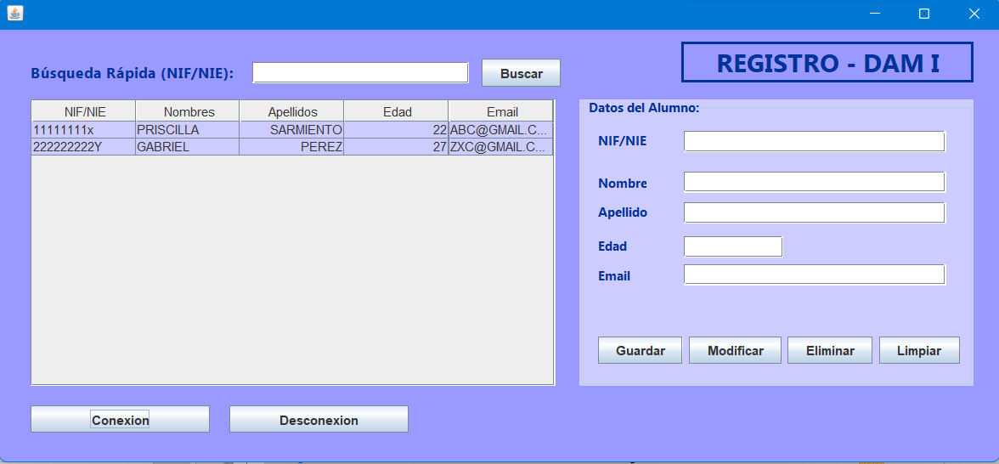 Búsqueda Rápida (NIF/NIE):
Buscar
REGISTRO - DAM I
NIF/NIE Nombres Apellidos Edad Email
11111111x PRISCILLA SARMIENTO 22 ABC@GMAIL.C...
222222222Y GABRIEL PEREZ 27 ZXC@GMAIL.C...
Datos del Alumno:
NIF/NIE
Nombre
Apellido
Edad
Email
Guardar Modificar Eliminar Limpiar
Conexion Desconexion